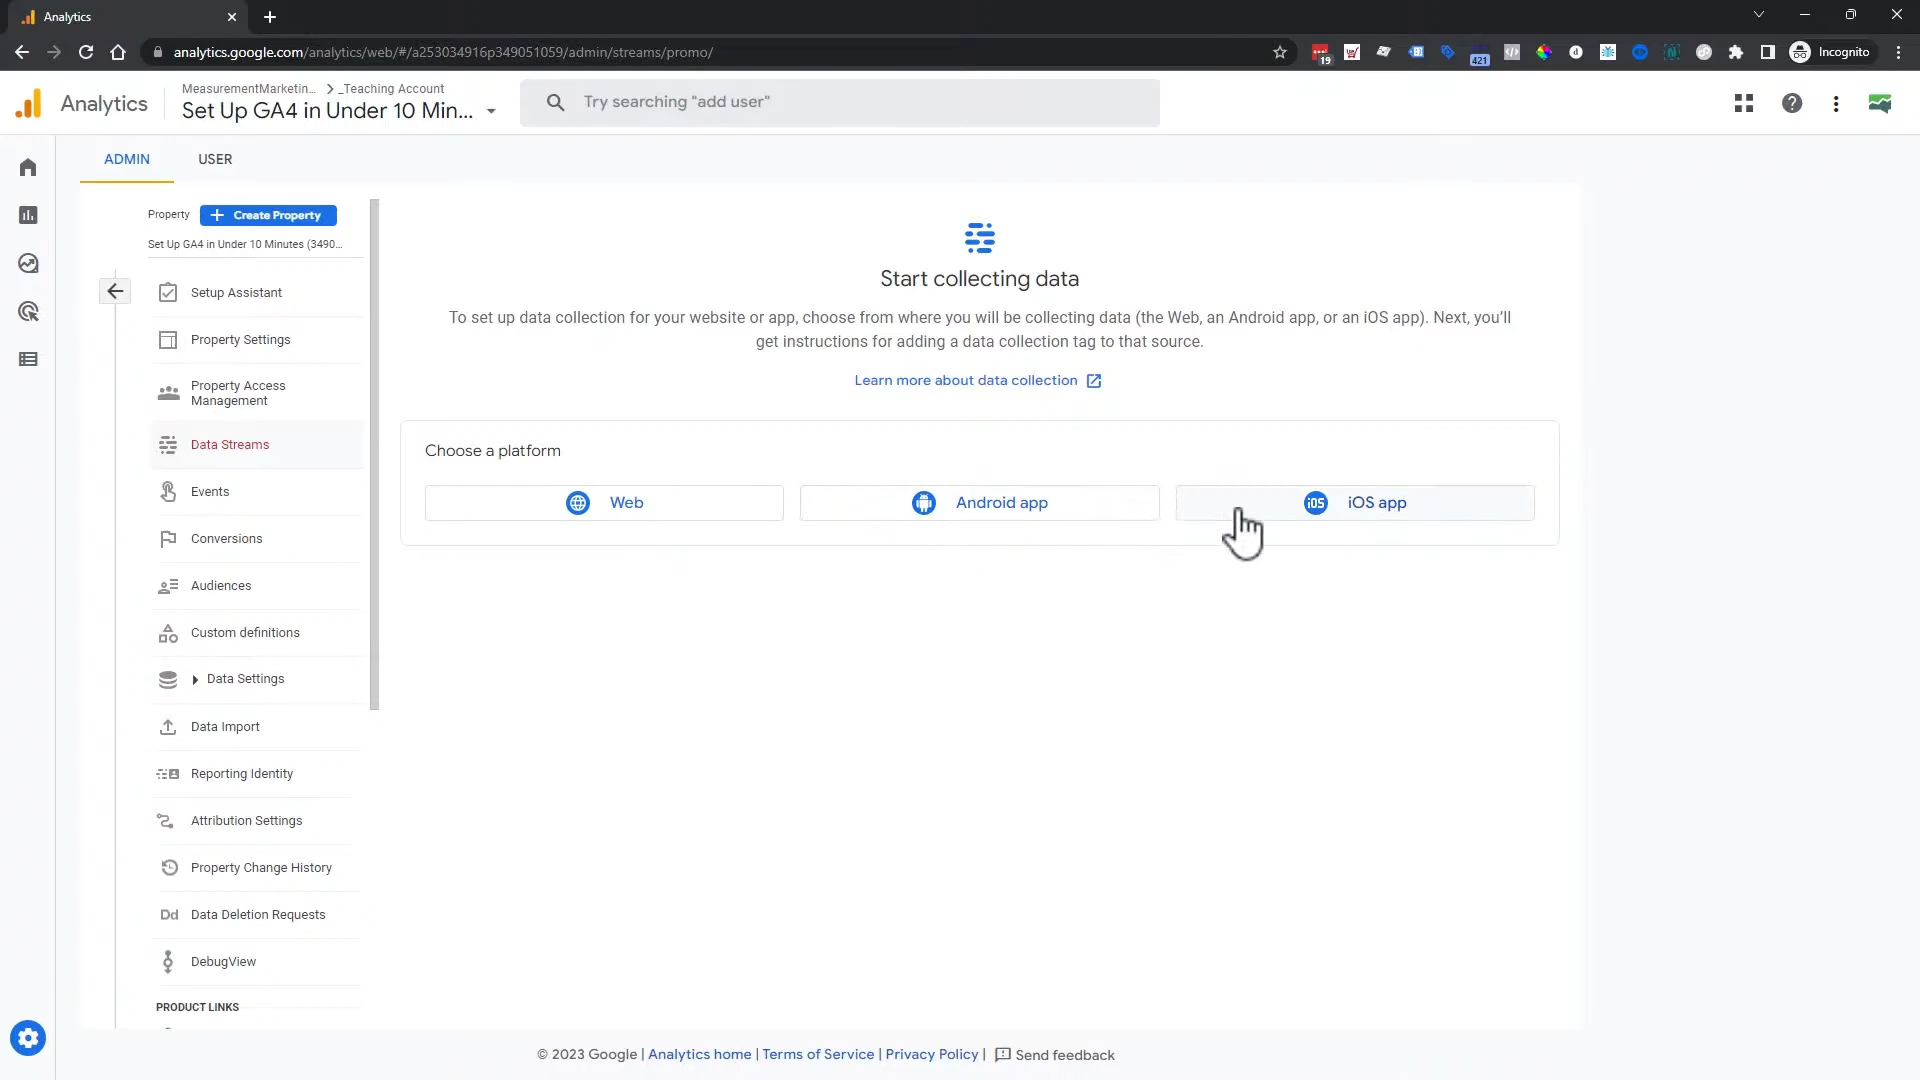 Analytics
analytics.google.com/analytics/web/#/a253034916p349051059/admin/streams/promo/
19
421
Incognito
Analytics
MeasurementMarketin... > _Teaching Account
Set Up GA4 in Under 10 Min...
Try searching "add user"
ADMIN
USER
Property
Create Property
Set Up GA4 in Under 10 Minutes (3490...
Setup Assistant
Property Settings
Property Access
Management
Data Streams
Events
Conversions
Audiences
Custom definitions
Data Settings
Data Import
Reporting Identity
Attribution Settings
Property Change History
Dd Data Deletion Requests
DebugView
PRODUCT LINKS
Start collecting data
To set up data collection for your website or app, choose from where you will be collecting data (the Web, an Android app, or an iOS app). Next, you'll
get instructions for adding a data collection tag to that source.
Learn more about data collection
Choose a platform
Web
Android app
iOS iOS app
© 2023 Google | Analytics home | Terms of Service | Privacy Policy | Send feedback